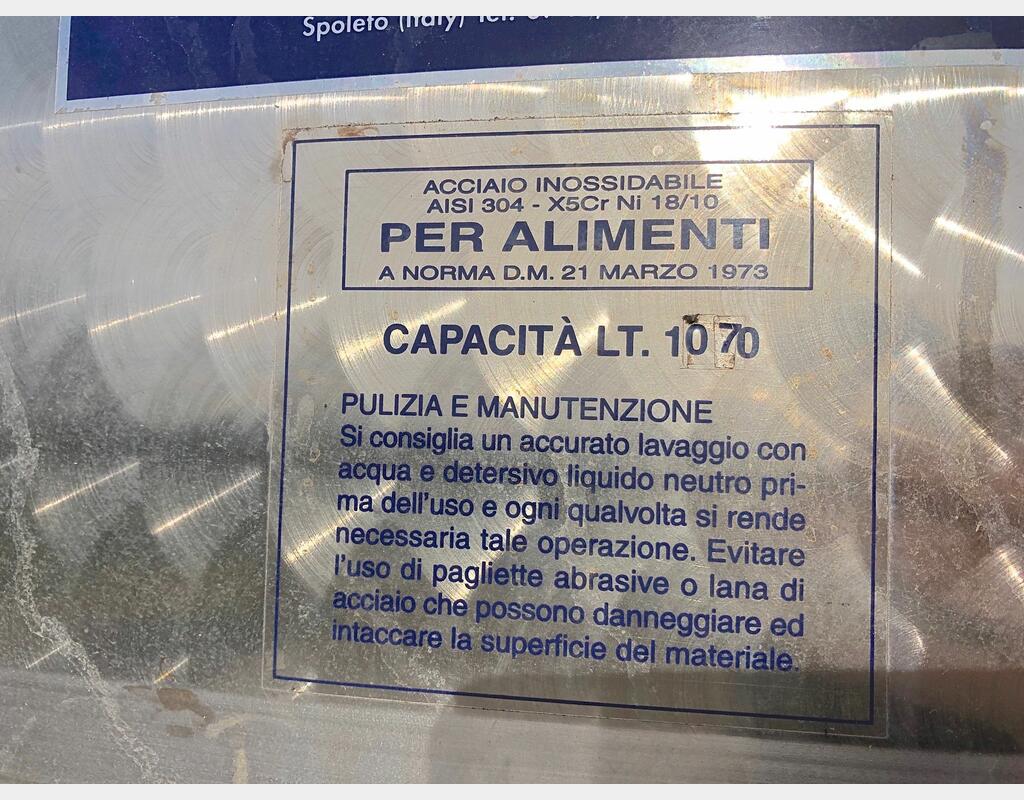 Spoleto (Italy) Tel.
ACCIAIO INOSSIDABILE
AISI 304 - X5Cr Ni 18/10
PER ALIMENTI
A NORMA D.M. 21 MARZO 1973
CAPACITÀ LT. 1070
PULIZIA E MANUTENZIONE
Si consiglia un accurato lavaggio con
acqua e detersivo liquido neutro pri-
ma dell'uso e ogni qualvolta si rende
necessaria tale operazione. Evitare
l'uso di pagliette abrasive o lana di
acciaio che possono danneggiare ed
intaccare la superficie del materiale.